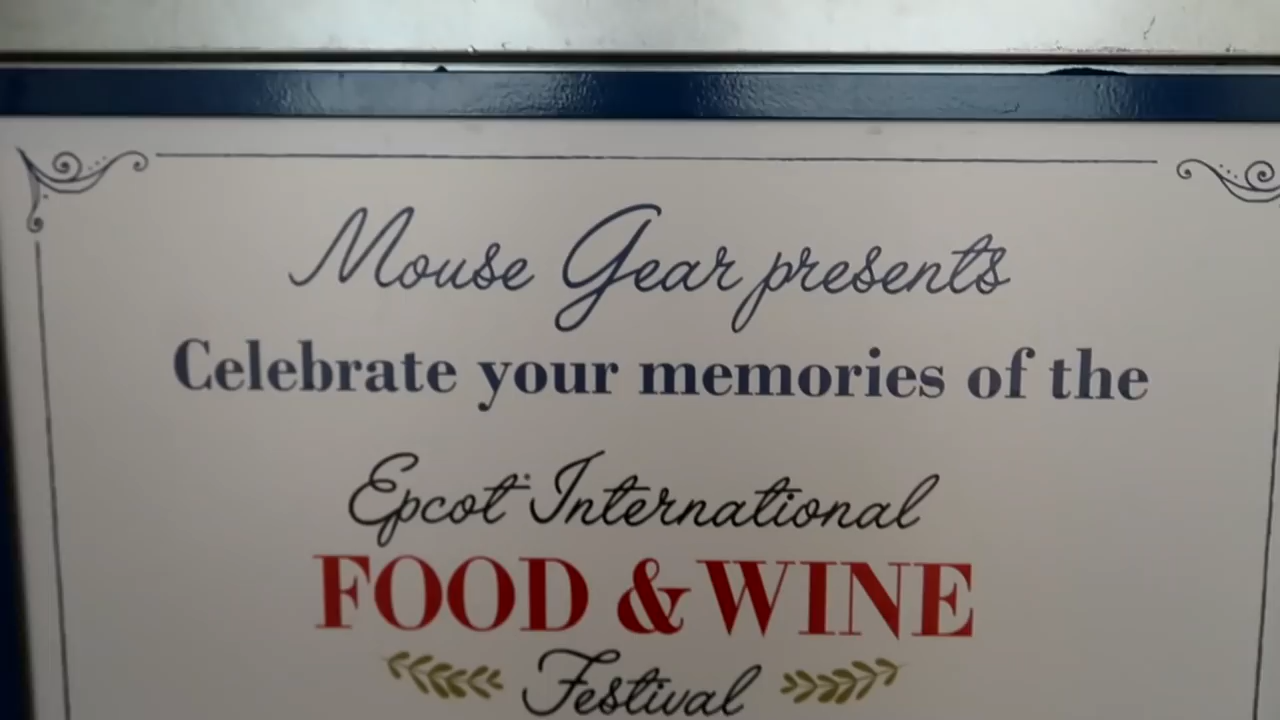 Mouse Gear presents
Celebrate your memories of the
Epcot International
FOOD & WINE
Festival